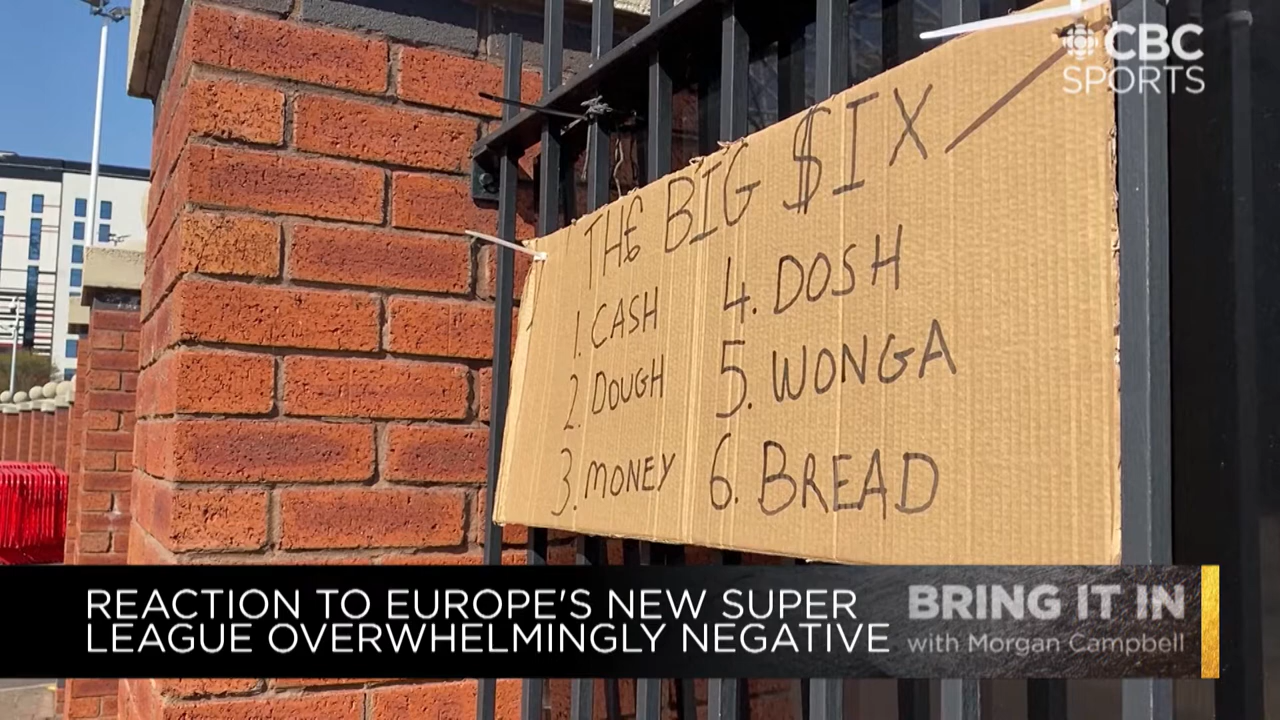 CBC
SPORTS
THE BIG $IX
1. CASH
2. DOUGH
3. MONEY
4. DOSH
5. WONGA
6. BREAD
REACTION TO EUROPE'S NEW SUPER
LEAGUE OVERWHELMINGLY NEGATIVE
BRING IT IN
with Morgan Campbell